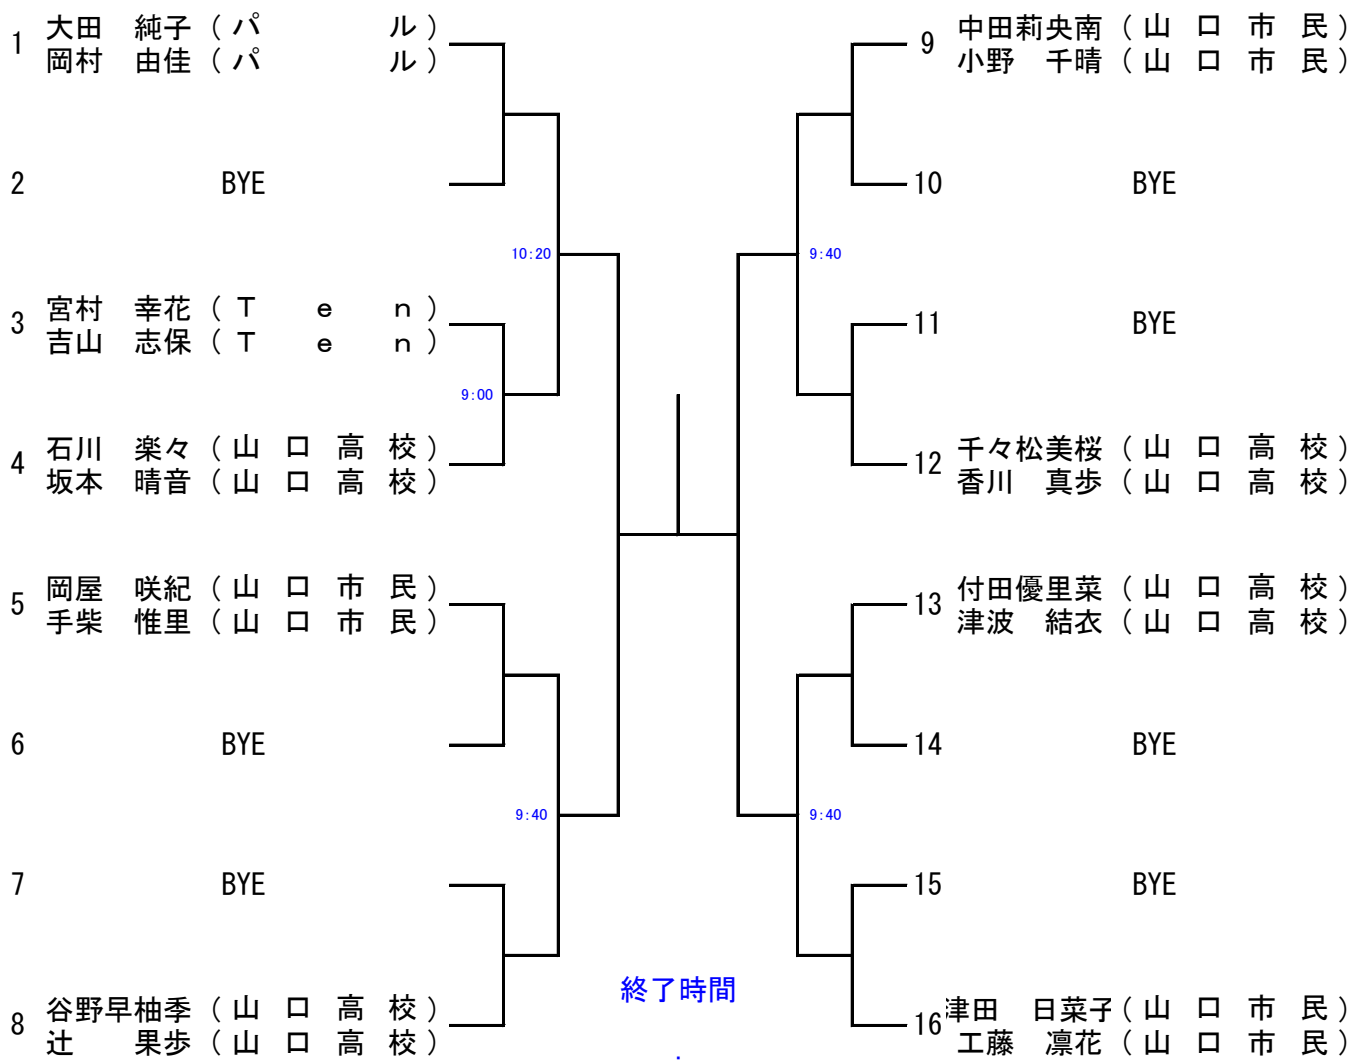 1 大田　純子 ( パ　ル )
岡村　由佳 ( パ　ル )
2 BYE
10:20
3 宮村　幸花 ( Ｔ ｅ ｎ )
吉山　志保 ( Ｔ ｅ ｎ )
9:00
4 石川　楽々 ( 山 口 高 校 )
坂本　晴音 ( 山 口 高 校 )
5 岡屋　咲紀 ( 山 口 市 民 )
手柴　惟里 ( 山 口 市 民 )
6 BYE
9:40
7 BYE
8 谷野早柚季 ( 山 口 高 校 )
辻　果歩 ( 山 口 高 校 )
9 中田莉央南 ( 山 口 市 民 )
小野　千晴 ( 山 口 市 民 )
10 BYE
9:40
11 BYE
12 千々松美桜 ( 山 口 高 校 )
香川　真歩 ( 山 口 高 校 )
13 付田優里菜 ( 山 口 高 校 )
津波　結衣 ( 山 口 高 校 )
14 BYE
9:40
15 BYE
16 津田　日菜子 ( 山 口 市 民 )
工藤　凛花 ( 山 口 市 民 )
終了時間